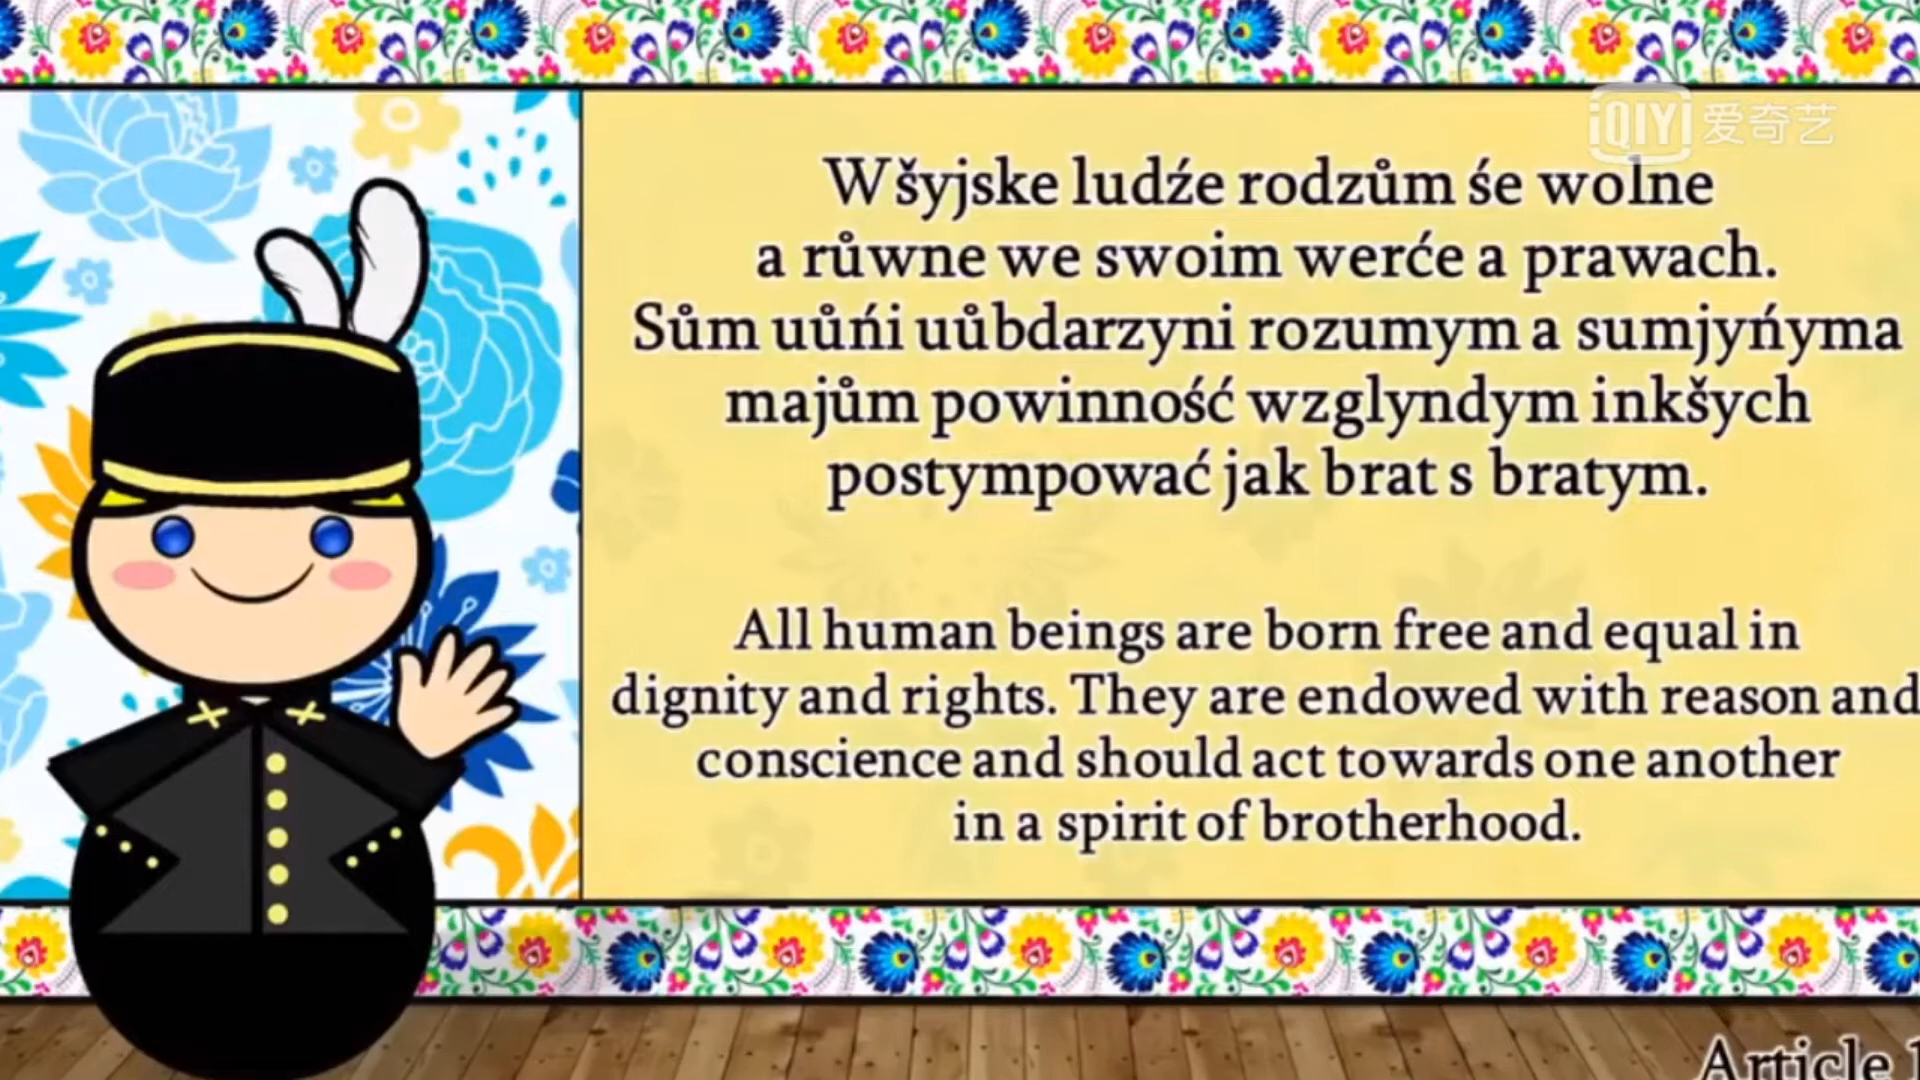 iQIYI 爱奇艺
Wšyjske ludźe rodzům śe wolne
a růwne we swoim werće a prawach.
Sům uůńi uůbdarzyni rozumym a sumjyńyma
majům powinność wzglyndym inkšych
postympować jak brat s bratym.
All human beings are born free and equal in
dignity and rights. They are endowed with reason and
conscience and should act towards one another
in a spirit of brotherhood.
Article 1